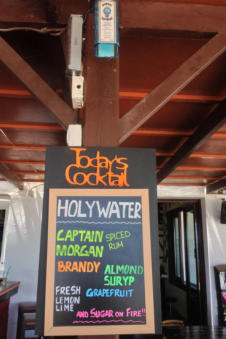 Today's
Cocktail
HOLYWATER
CAPTAIN SPICED
MORGAN RUM
BRANDY ALMOND
SURYP
FRESH GRAPEFRUIT
LEMON
LIME
AND SUGAR ON FIRE!!